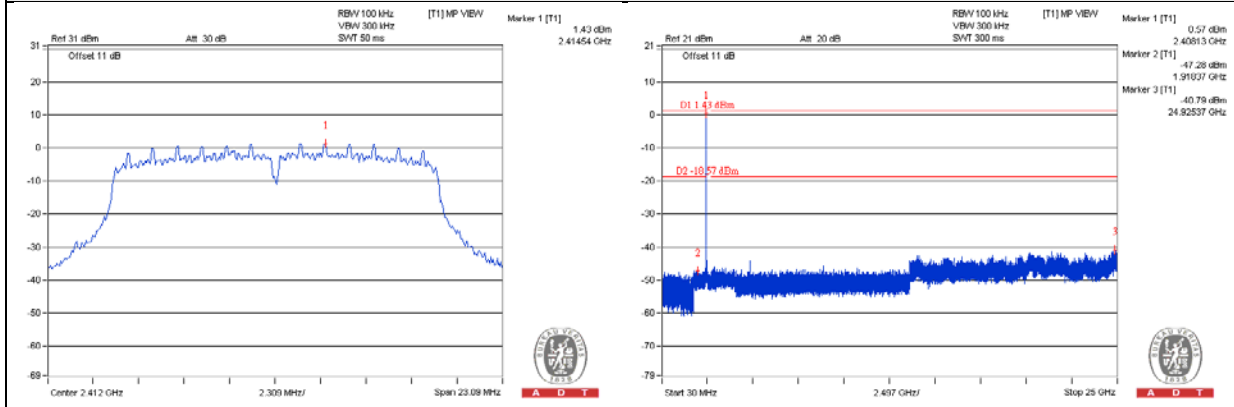 RBW 100 kHz
VBW 300 kHz
SWT 50 ms
[T1] MP VIEW
Marker 1 [T1]
1.43 dBm
2.41454 GHz
Ref 31 dBm
Att 30 dB
31
Offset 11 dB
20
10
1
0
-10
-20
-30
-40
-50
-60
-69
Center 2.412 GHz
2.309 MHz/
Span 23.09 MHz
BUREAU VERITAS
1828
A D T
RBW 100 kHz
VBW 300 kHz
SWT 300 ms
[T1] MP VIEW
Marker 1 [T1]
0.57 dBm
2.40813 GHz
Marker 2 [T1]
-47.28 dBm
1.91837 GHz
Marker 3 [T1]
-40.79 dBm
24.92537 GHz
Ref 21 dBm
Att 20 dB
21
Offset 11 dB
10
1
D1 1.43 dBm
0
-10
D2 -18.57 dBm
-20
-30
-40
2
3
-50
-60
-70
-79
Start 30 MHz
2.497 GHz/
Stop 25 GHz
BUREAU VERITAS
1828
A D T